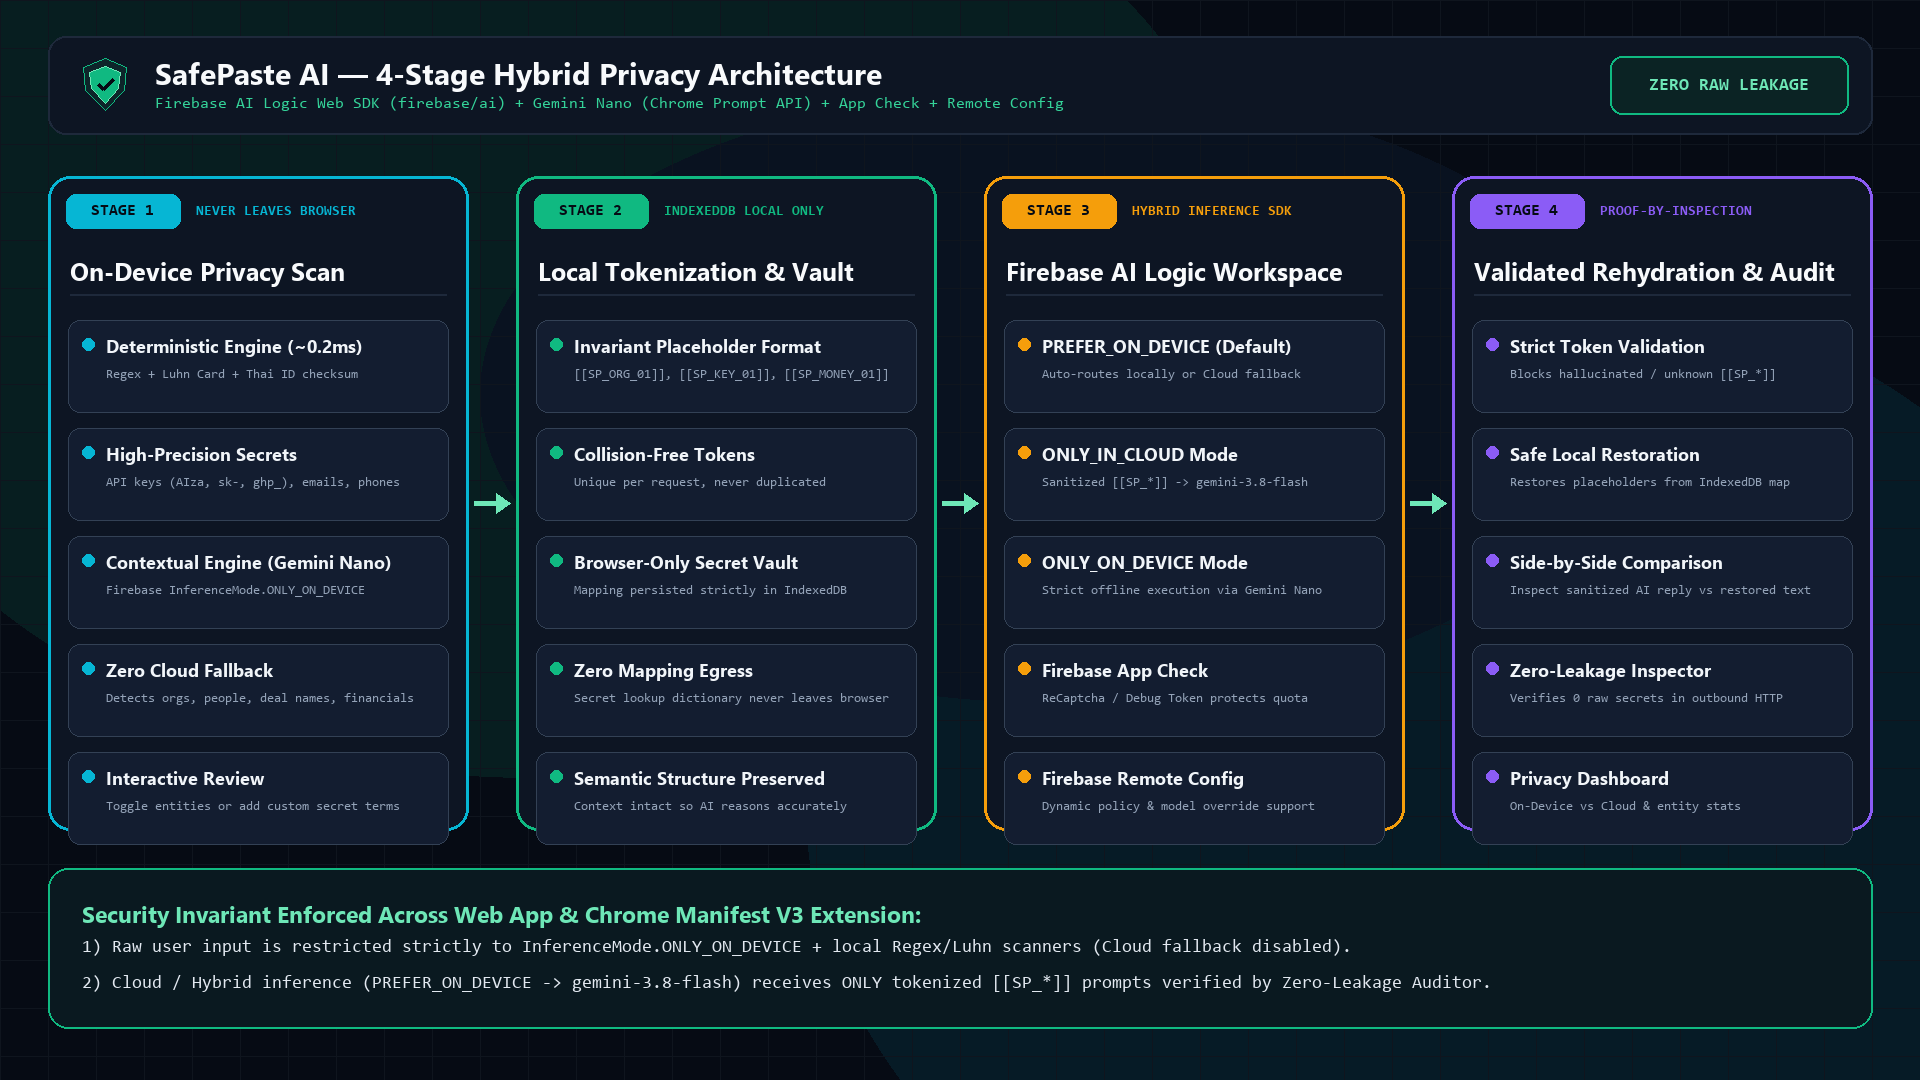 SafePaste AI — 4-Stage Hybrid Privacy Architecture
Firebase AI Logic Web SDK (firebase/ai) + Gemini Nano (Chrome Prompt API) + App Check + Remote Config
ZERO RAW LEAKAGE
STAGE 1
NEVER LEAVES BROWSER
On-Device Privacy Scan
Deterministic Engine (~0.2ms)
Regex + Luhn Card + Thai ID checksum
High-Precision Secrets
API keys (AIza, sk-, ghp_), emails, phones
Contextual Engine (Gemini Nano)
Firebase InferenceMode.ONLY_ON_DEVICE
Zero Cloud Fallback
Detects orgs, people, deal names, financials
Interactive Review
Toggle entities or add custom secret terms
STAGE 2
INDEXEDDB LOCAL ONLY
Local Tokenization & Vault
Invariant Placeholder Format
[[SP_ORG_01]], [[SP_KEY_01]], [[SP_MONEY_01]]
Collision-Free Tokens
Unique per request, never duplicated
Browser-Only Secret Vault
Mapping persisted strictly in IndexedDB
Zero Mapping Egress
Secret lookup dictionary never leaves browser
Semantic Structure Preserved
Context intact so AI reasons accurately
STAGE 3
HYBRID INFERENCE SDK
Firebase AI Logic Workspace
PREFER_ON_DEVICE (Default)
Auto-routes locally or Cloud fallback
ONLY_IN_CLOUD Mode
Sanitized [[SP_*]] -> gemini-3.8-flash
ONLY_ON_DEVICE Mode
Strict offline execution via Gemini Nano
Firebase App Check
ReCaptcha / Debug Token protects quota
Firebase Remote Config
Dynamic policy & model override support
STAGE 4
PROOF-BY-INSPECTION
Validated Rehydration & Audit
Strict Token Validation
Blocks hallucinated / unknown [[SP_*]]
Safe Local Restoration
Restores placeholders from IndexedDB map
Side-by-Side Comparison
Inspect sanitized AI reply vs restored text
Zero-Leakage Inspector
Verifies 0 raw secrets in outbound HTTP
Privacy Dashboard
On-Device vs Cloud & entity stats
Security Invariant Enforced Across Web App & Chrome Manifest V3 Extension:
1) Raw user input is restricted strictly to InferenceMode.ONLY_ON_DEVICE + local Regex/Luhn scanners (Cloud fallback disabled).
2) Cloud / Hybrid inference (PREFER_ON_DEVICE -> gemini-3.8-flash) receives ONLY tokenized [[SP_*]] prompts verified by Zero-Leakage Auditor.